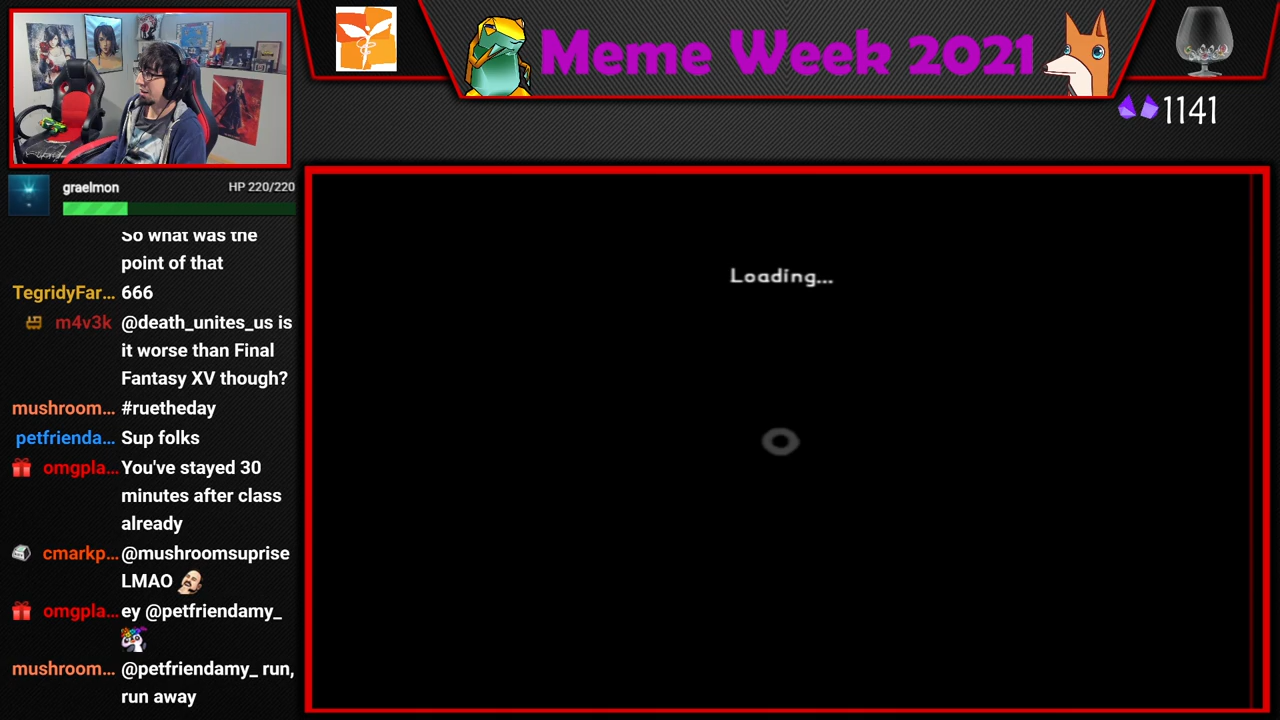 Meme Week 2021
1141
graelmon HP 220/220
So what was the
point of that
TegridyFar... 666
m4v3k @death_unites_us is
it worse than Final
Fantasy XV though?
mushroom... #ruetheday
petfrienda... Sup folks
omgpla... You've stayed 30
minutes after class
already
cmarkp... @mushroomsuprise
LMAO
omgpla... ey @petfriendamy_
mushroom... @petfriendamy_ run,
run away
Loading...